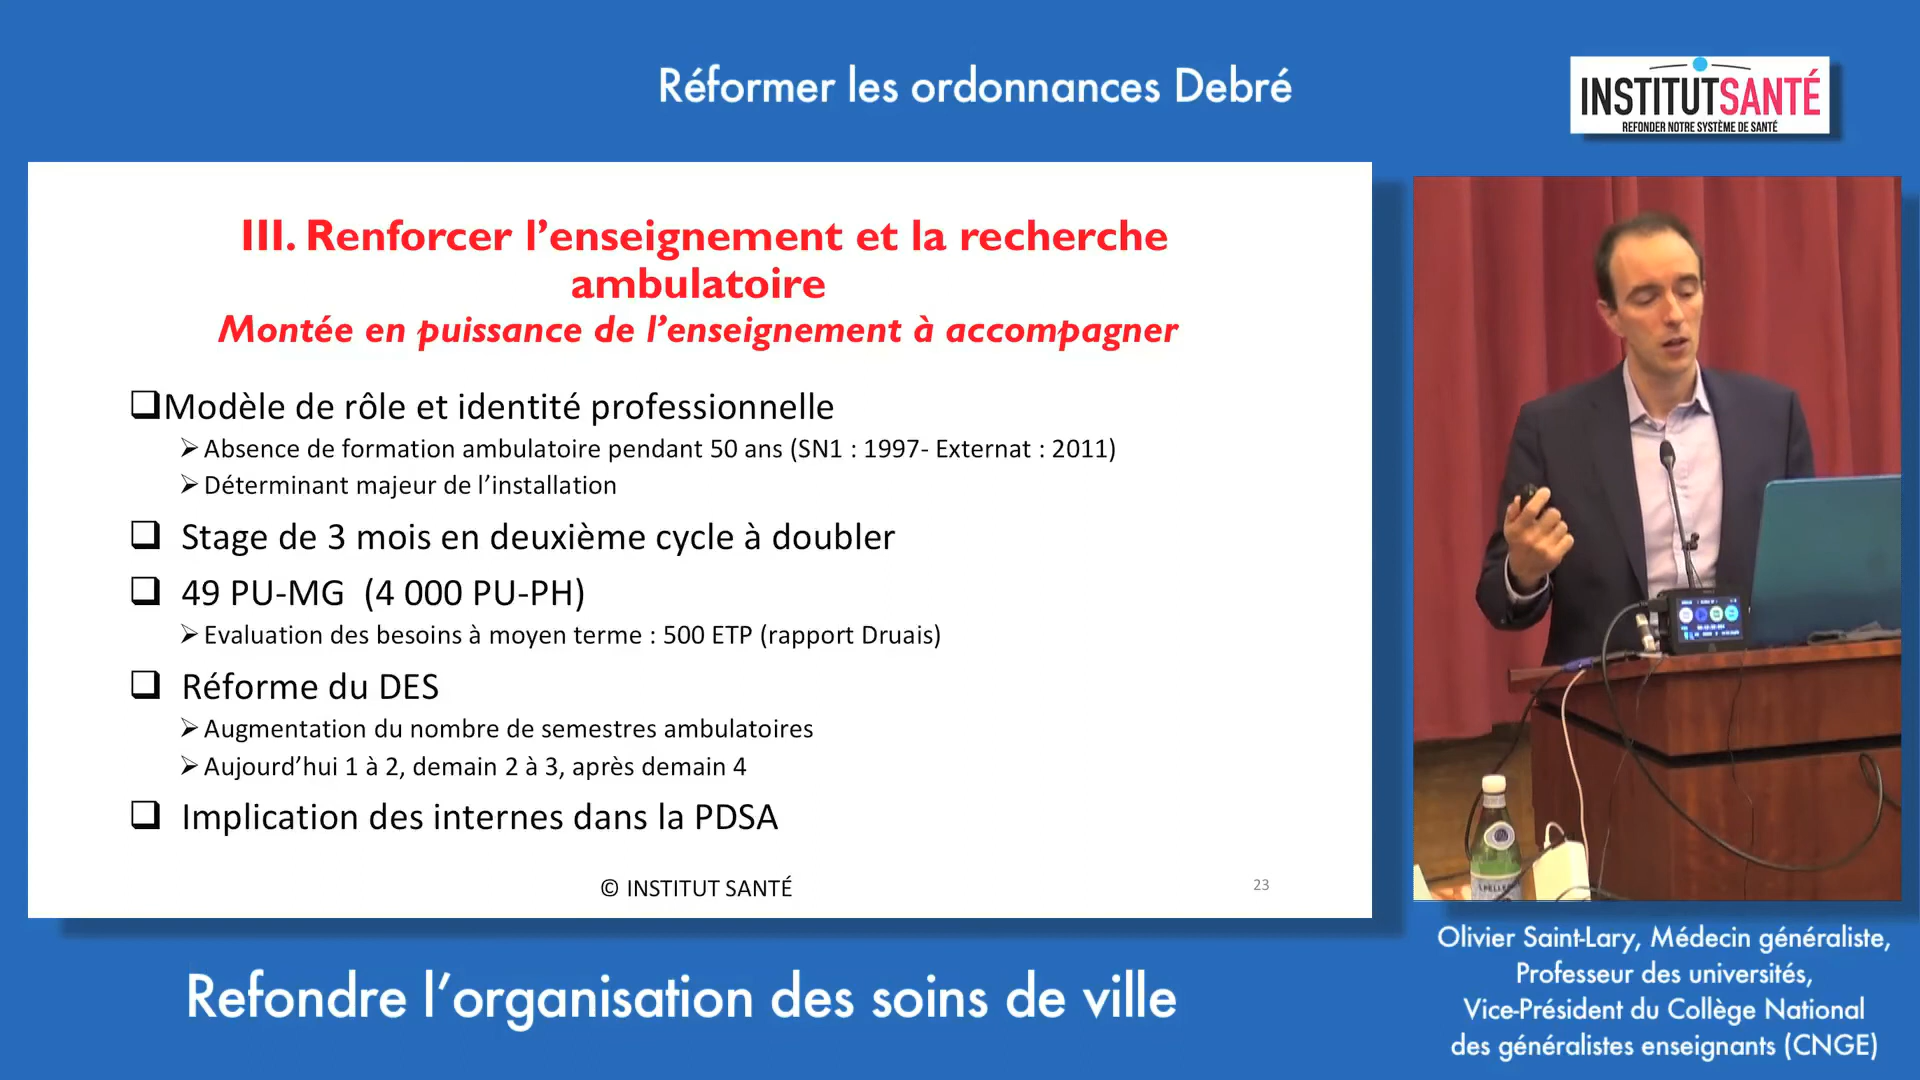 Réformer les ordonnances Debré
INSTITUTSANTÉ
REFONDER NOTRE SYSTÈME DE SANTÉ
III. Renforcer l’enseignement et la recherche
ambulatoire
Montée en puissance de l’enseignement à accompagner
Modèle de rôle et identité professionnelle
Absence de formation ambulatoire pendant 50 ans (SN1 : 1997- Externat : 2011)
Déterminant majeur de l’installation
Stage de 3 mois en deuxième cycle à doubler
49 PU-MG (4 000 PU-PH)
Evaluation des besoins à moyen terme : 500 ETP (rapport Druais)
Réforme du DES
Augmentation du nombre de semestres ambulatoires
Aujourd’hui 1 à 2, demain 2 à 3, après demain 4
Implication des internes dans la PDSA
© INSTITUT SANTÉ
23
Olivier Saint-Lary, Médecin généraliste,
Professeur des universités,
Vice-Président du Collège National
des généralistes enseignants (CNGE)
Refondre l’organisation des soins de ville